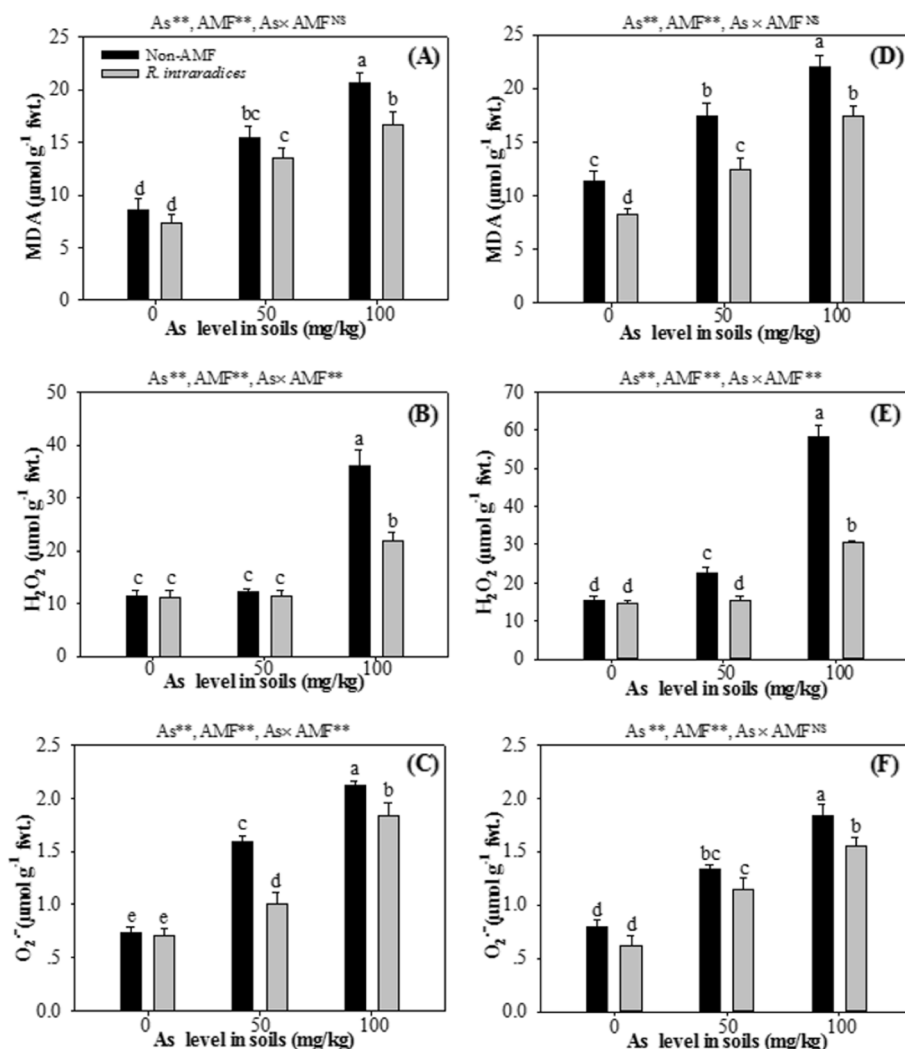 As**, AMF**, As× AMF^NS
(A)
Non-AMF
R. intraradices
MDA (μmol g⁻¹ fwt.)
25
20
15
10
5
0
d
d
bc
c
a
b
0
50
100
As level in soils (mg/kg)
As**, AMF**, As× AMF^NS
(D)
MDA (μmol g⁻¹ fwt.)
25
20
15
10
5
0
c
d
b
c
a
b
0
50
100
As level in soils (mg/kg)
As**, AMF**, As× AMF**
(B)
H₂O₂ (μmol g⁻¹ fwt.)
50
40
30
20
10
0
c
c
c
c
a
b
0
50
100
As level in soils (mg/kg)
As**, AMF**, As × AMF**
(E)
H₂O₂ (μmol g⁻¹ fwt.)
70
60
50
40
30
20
10
0
d
d
c
d
a
b
0
50
100
As level in soils (mg/kg)
As**, AMF**, As× AMF**
(C)
O₂˙⁻ (μmol g⁻¹ fwt.)
2.5
2.0
1.5
1.0
.5
0.0
e
e
c
d
a
b
0
50
100
As level in soils (mg/kg)
As **, AMF**, As × AMF^NS
(F)
O₂˙⁻ (μmol g⁻¹ fwt.)
2.5
2.0
1.5
1.0
.5
0.0
d
d
bc
c
a
b
0
50
100
As level in soils (mg/kg)